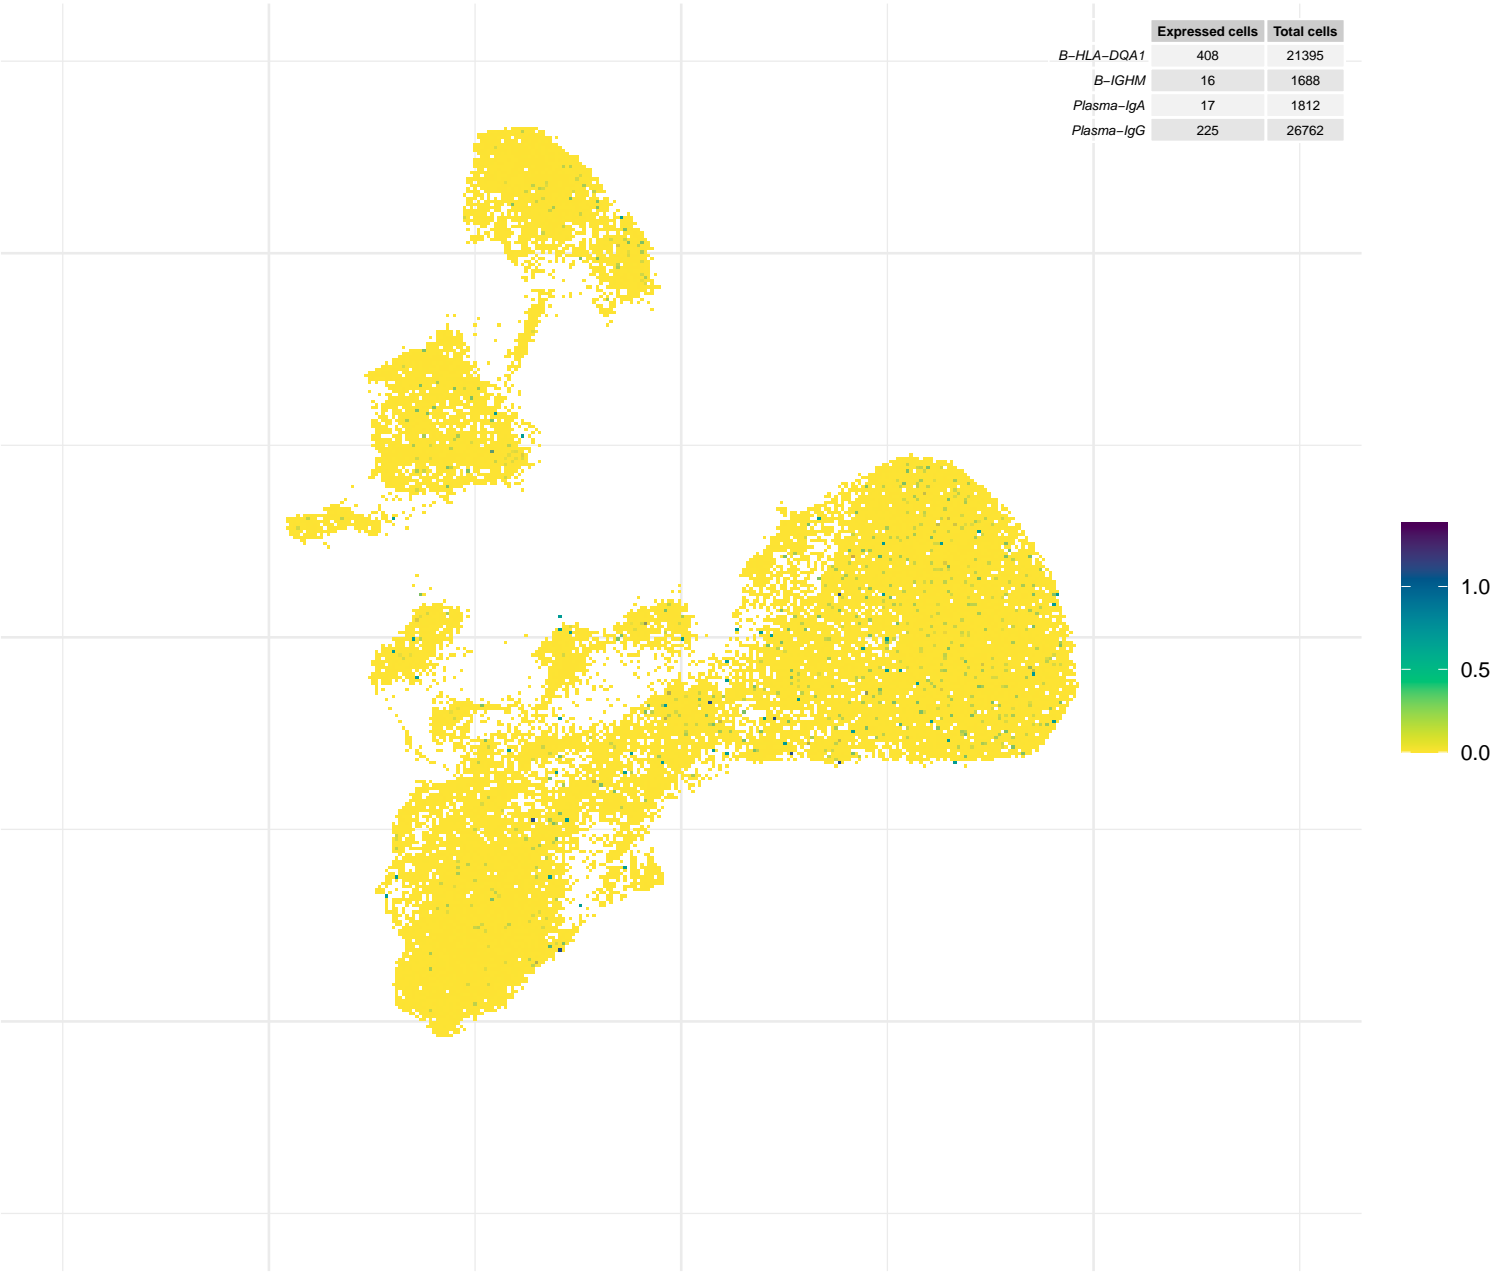 Expressed cells Total cells
B−HLA−DQA1 408 21395
B−IGHM 16 1688
Plasma−IgA 17 1812
Plasma−IgG 225 26762
1.0
0.5
0.0